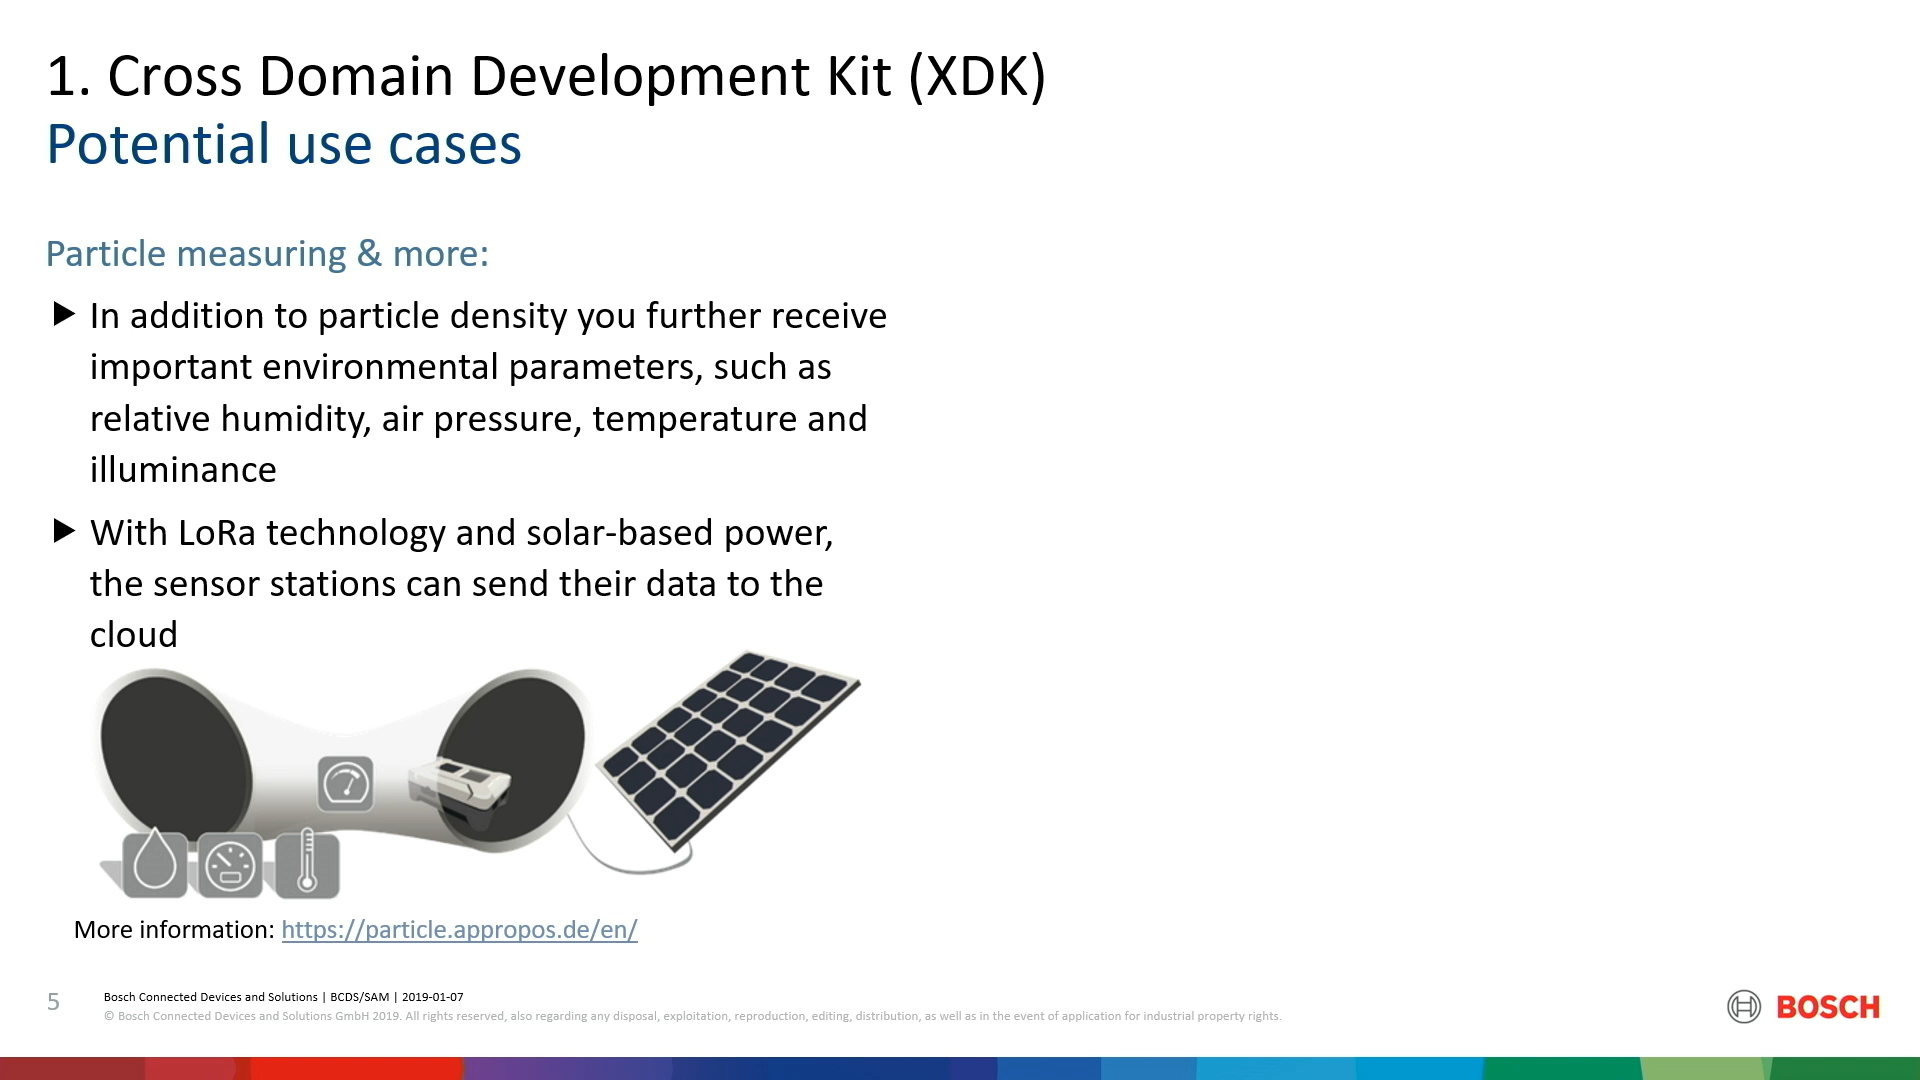 1. Cross Domain Development Kit (XDK)
Potential use cases
Particle measuring & more:
In addition to particle density you further receive
important environmental parameters, such as
relative humidity, air pressure, temperature and
illuminance
With LoRa technology and solar-based power,
the sensor stations can send their data to the
cloud
More information: https://particle.appropos.de/en/
5
Bosch Connected Devices and Solutions | BCDS/SAM | 2019-01-07
© Bosch Connected Devices and Solutions GmbH 2019. All rights reserved, also regarding any disposal, exploitation, reproduction, editing, distribution, as well as in the event of application for industrial property rights.
BOSCH